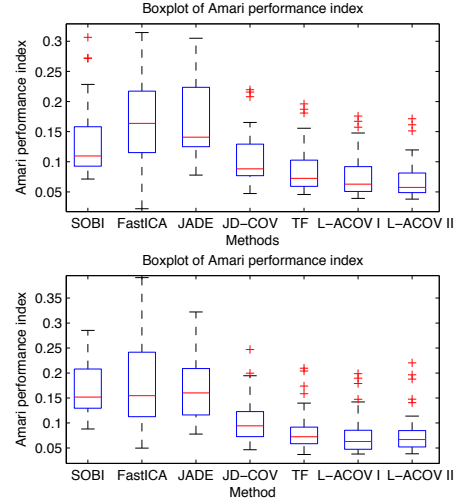 Boxplot of Amari performance index
Amari performance index
0.3
0.25
0.2
0.15
0.1
0.05
SOBI FastICA JADE JD-COV TF L-ACOV I L-ACOV II
Methods
Boxplot of Amari performance index
Amari performance index
0.35
0.3
0.25
0.2
0.15
0.1
0.05
SOBI FastICA JADE JD-COV TF L-ACOV I L-ACOV II
Method